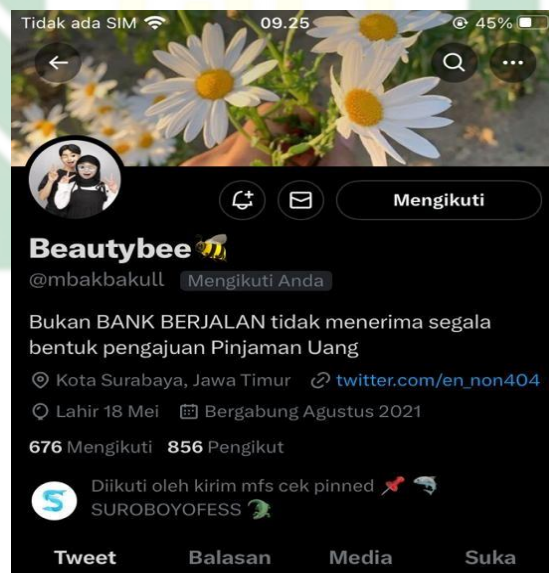 Tidak ada SIM 09.25 45%
Mengikuti
Beautybee🐝
@mbakbakull Mengikuti Anda
Bukan BANK BERJALAN tidak menerima segala
bentuk pengajuan Pinjaman Uang
Kota Surabaya, Jawa Timur twitter.com/en_non404
Lahir 18 Mei Bergabung Agustus 2021
676 Mengikuti 856 Pengikut
Diikuti oleh kirim mfs cek pinned 📌 🦈
SUROBOYOFESS 🐊
Tweet Balasan Media Suka